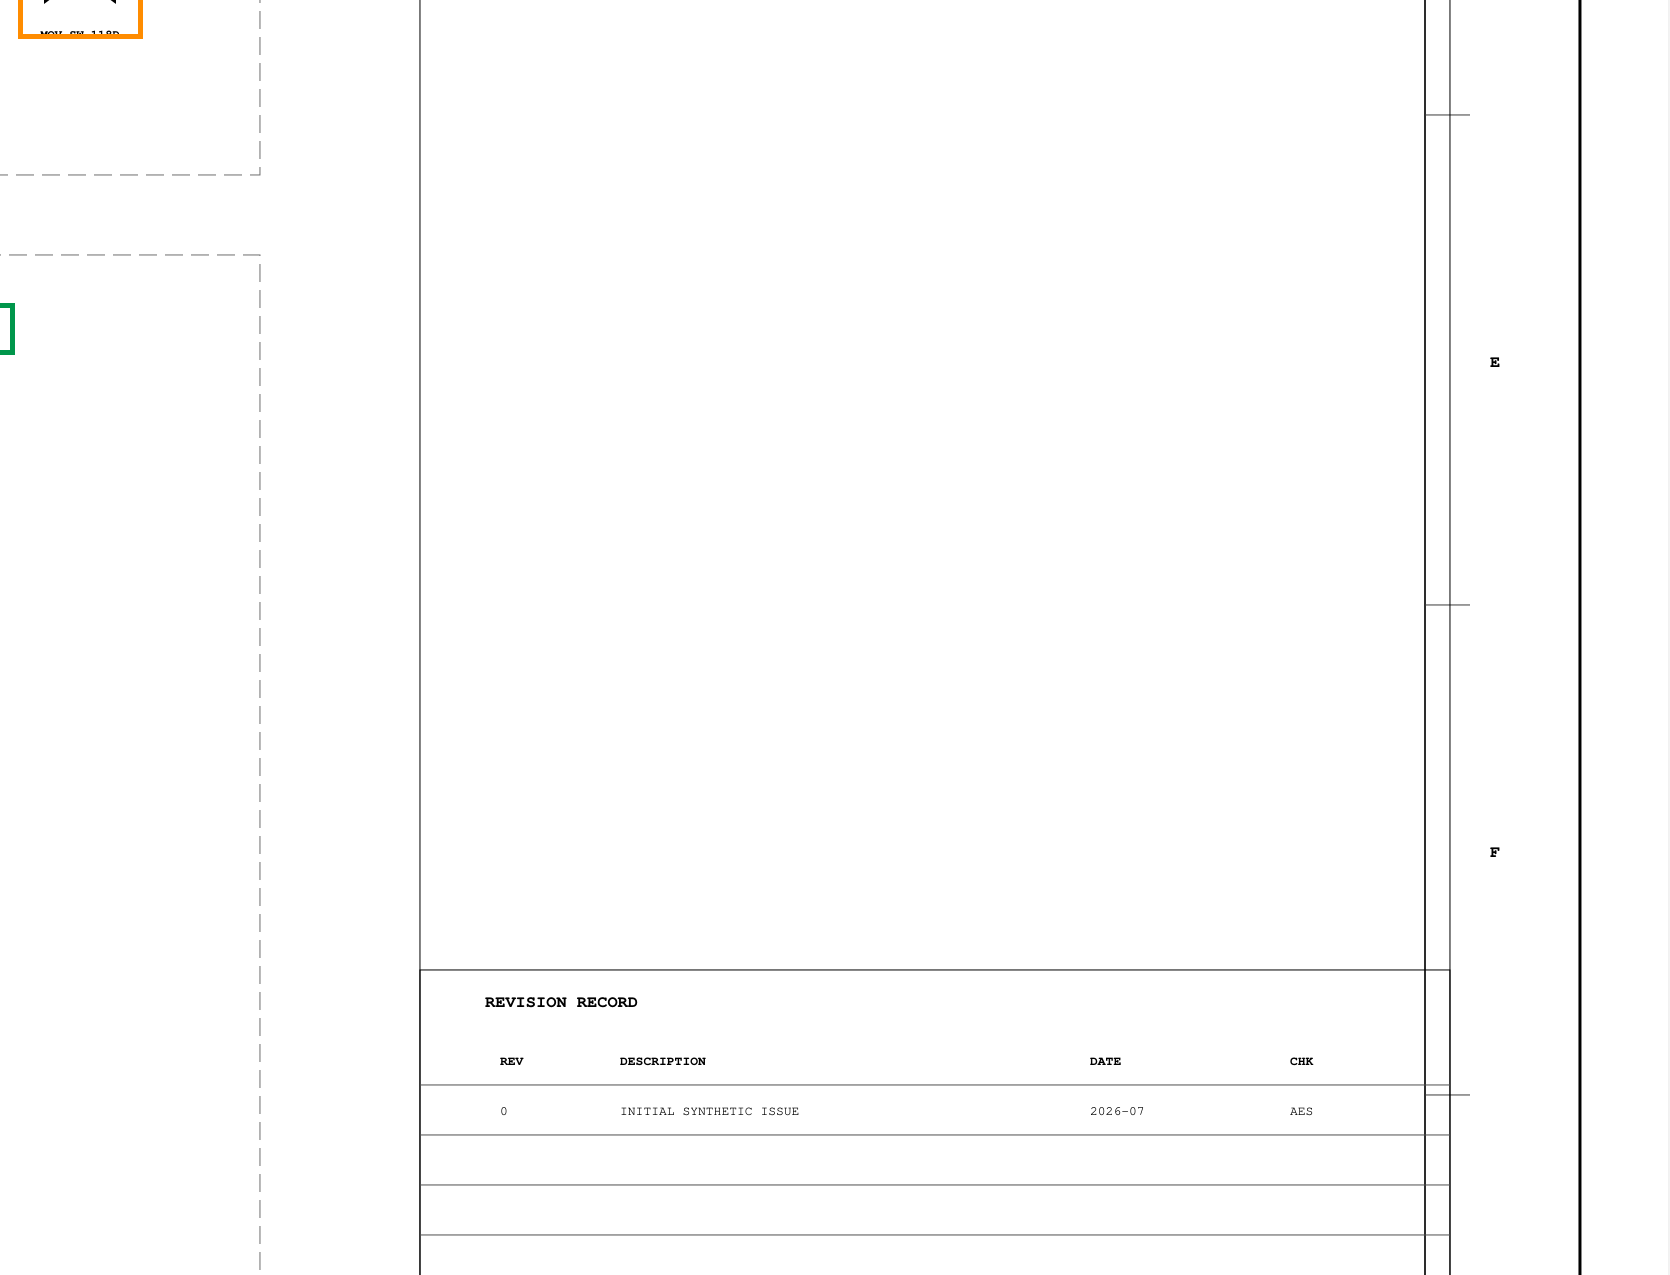 E
F
REVISION RECORD
REV DESCRIPTION DATE CHK
0 INITIAL SYNTHETIC ISSUE 2026-07 AES